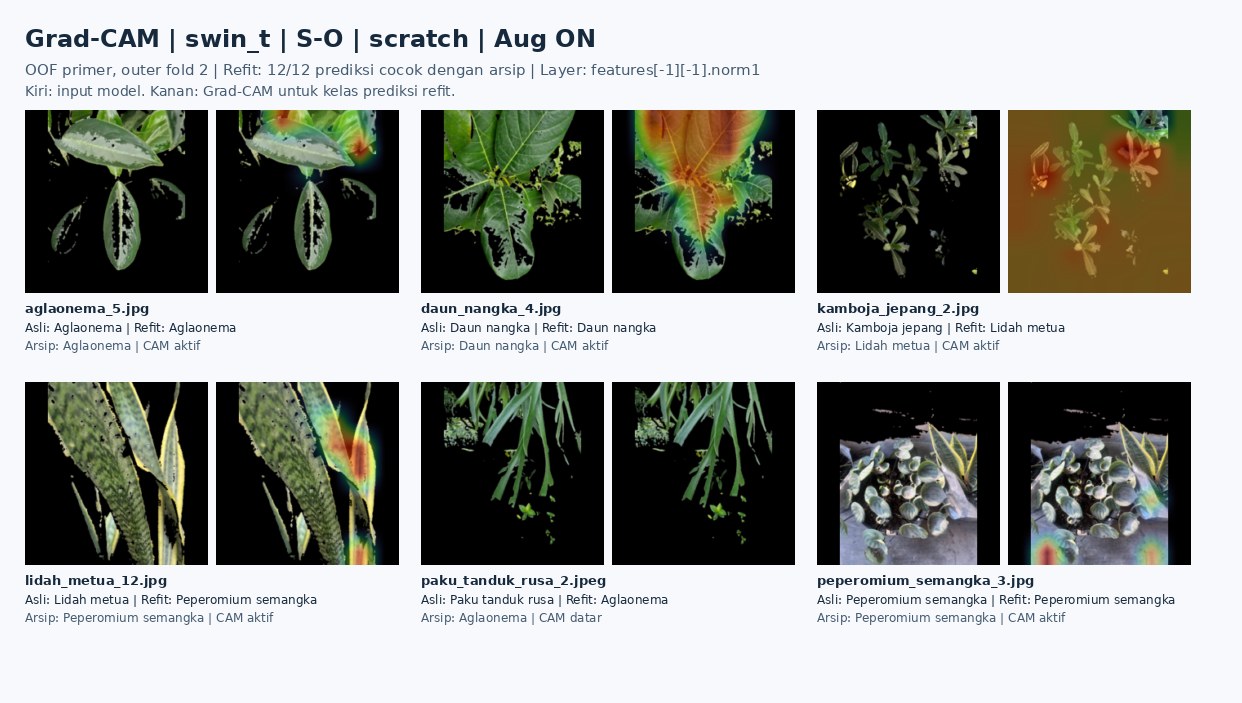 Grad-CAM | swin_t | S-O | scratch | Aug ON
OOF primer, outer fold 2 | Refit: 12/12 prediksi cocok dengan arsip | Layer: features[-1][-1].norm1
Kiri: input model. Kanan: Grad-CAM untuk kelas prediksi refit.
aglaonema_5.jpg
Asli: Aglaonema | Refit: Aglaonema
Arsip: Aglaonema | CAM aktif
daun_nangka_4.jpg
Asli: Daun nangka | Refit: Daun nangka
Arsip: Daun nangka | CAM aktif
kamboja_jepang_2.jpg
Asli: Kamboja jepang | Refit: Lidah metua
Arsip: Lidah metua | CAM aktif
lidah_metua_12.jpg
Asli: Lidah metua | Refit: Peperomium semangka
Arsip: Peperomium semangka | CAM aktif
paku_tanduk_rusa_2.jpeg
Asli: Paku tanduk rusa | Refit: Aglaonema
Arsip: Aglaonema | CAM datar
peperomium_semangka_3.jpg
Asli: Peperomium semangka | Refit: Peperomium semangka
Arsip: Peperomium semangka | CAM aktif